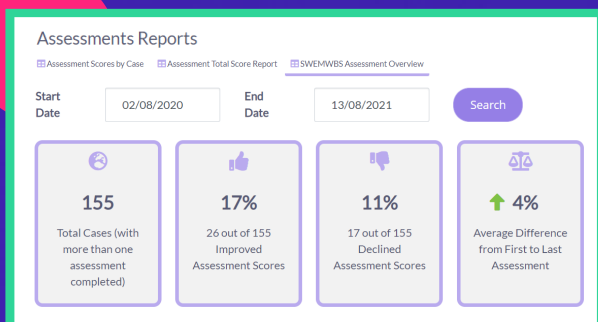 Assessments Reports
Assessment Scores by Case Assessment Total Score Report SWEMWBS Assessment Overview
Start Date
02/08/2020
End Date
13/08/2021
Search
155
Total Cases (with
more than one
assessment
completed)
17%
26 out of 155
Improved
Assessment Scores
11%
17 out of 155
Declined
Assessment Scores
4%
Average Difference
from First to Last
Assessment